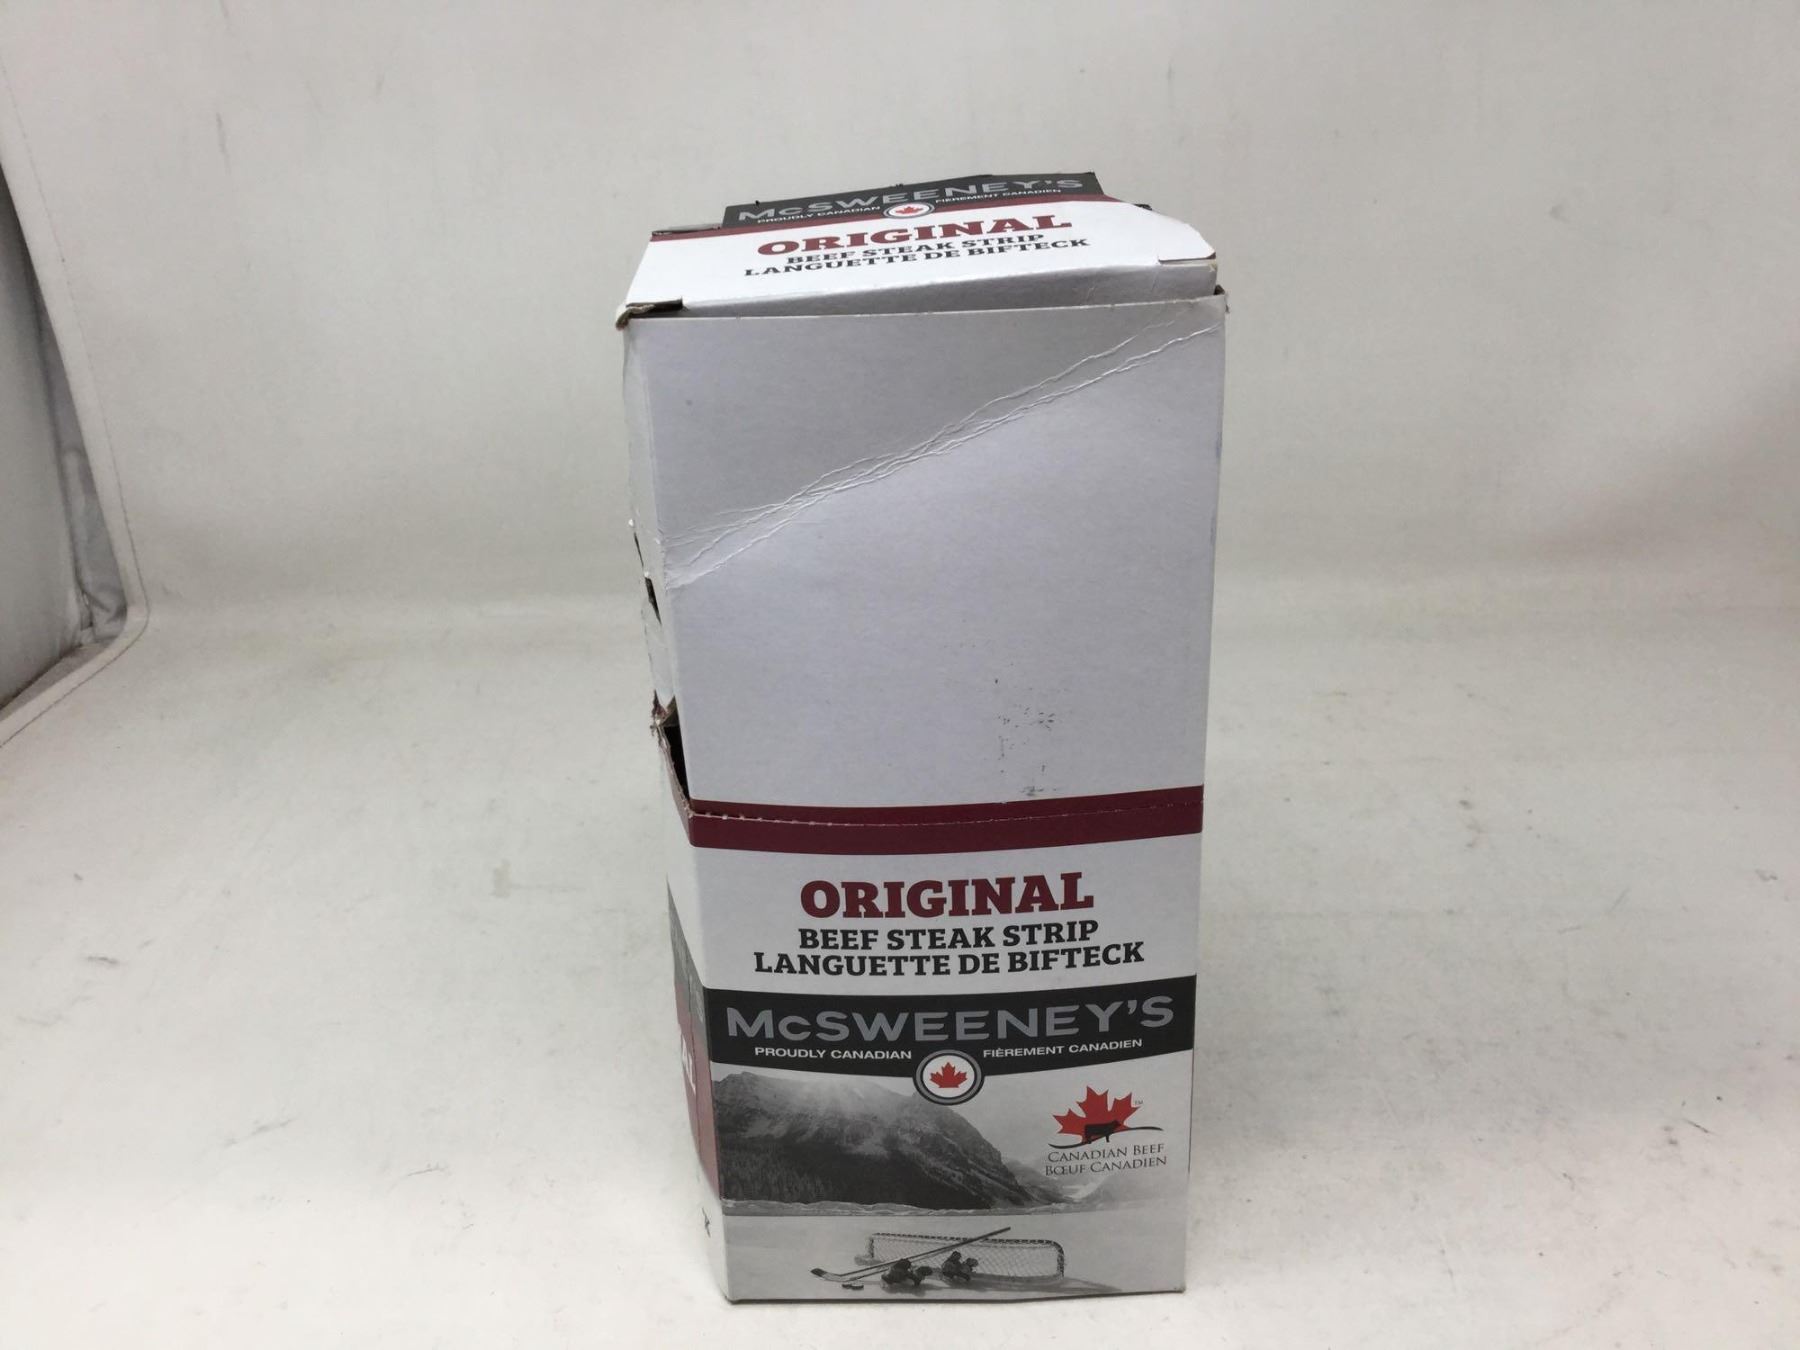 McSWEENEY'S
PROUDLY CANADIAN FIÈREMENT CANADIEN
ORIGINAL
BEEF STEAK STRIP
LANGUETTE DE BIFTECK
ORIGINAL
BEEF STEAK STRIP
LANGUETTE DE BIFTECK
McSWEENEY'S
PROUDLY CANADIAN FIÈREMENT CANADIEN
TM
CANADIAN BEEF
BŒUF CANADIEN